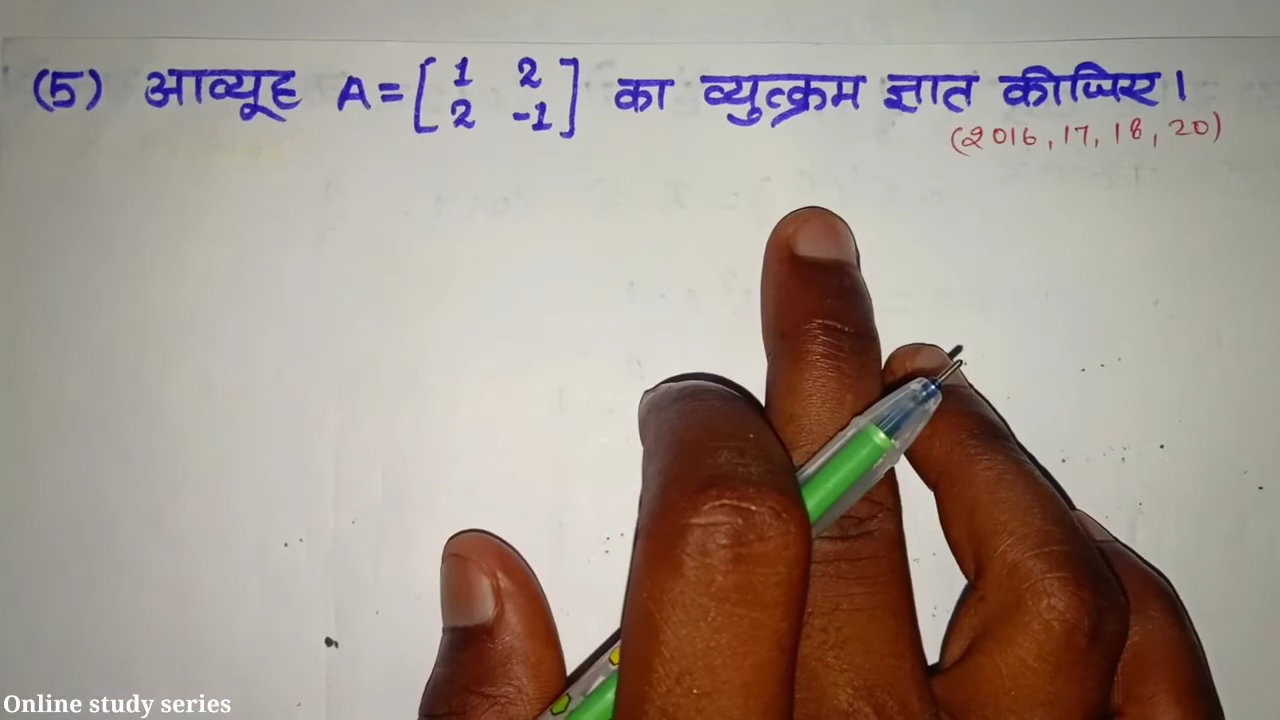 (5) आव्यूह A = [ 1 2 ] का व्युत्क्रम ज्ञात कीजिए।
2 -1
(2016, 17, 18, 20)
Online study series